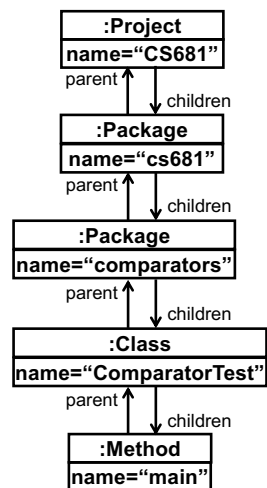 :Project
name=“CS681”
parent
children
:Package
name=“cs681”
parent
children
:Package
name=“comparators”
parent
children
:Class
name=“ComparatorTest”
parent
children
:Method
name=“main”